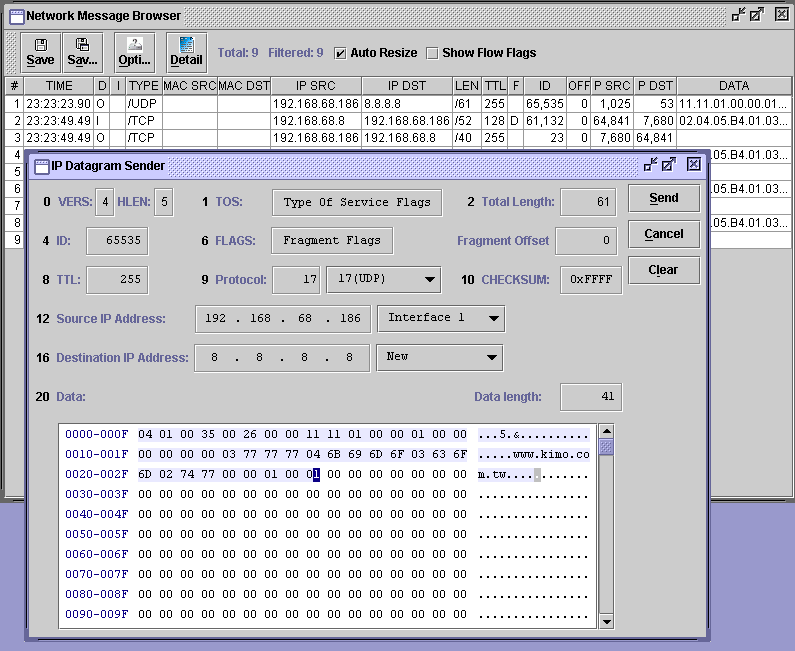 Network Message Browser
Save Sav... Opti... Detail Total: 9 Filtered: 9 Auto Resize Show Flow Flags
# TIME D I TYPE MAC SRC MAC DST IP SRC IP DST LEN TTL F ID OFF P SRC P DST DATA
1 23:23:23.90 O /UDP 192.168.68.186 8.8.8.8 /61 255 65,535 0 1,025 53 11.11.01.00.00.01...
2 23:23:49.49 I /TCP 192.168.68.8 192.168.68.186 /52 128 D 61,132 0 64,841 7,680 02.04.05.B4.01.03...
3 23:23:49.49 O /TCP 192.168.68.186 192.168.68.8 /40 255 23 0 7,680 64,841
4 .05.B4.01.03...
5
6 .05.B4.01.03...
7
8 .05.B4.01.03...
9
IP Datagram Sender
0 VERS: 4 HLEN: 5 1 TOS: Type Of Service Flags 2 Total Length: 61 Send
4 ID: 65535 6 FLAGS: Fragment Flags Fragment Offset 0 Cancel
8 TTL: 255 9 Protocol: 17 17(UDP) 10 CHECKSUM: 0xFFFF Clear
12 Source IP Address: 192 . 168 . 68 . 186 Interface 1
16 Destination IP Address: 8 . 8 . 8 . 8 New
20 Data: Data length: 41
0000-000F 04 01 00 35 00 26 00 00 11 11 01 00 00 01 00 00 ...5.&..........
0010-001F 00 00 00 00 03 77 77 77 04 6B 69 6D 6F 03 63 6F .....www.kimo.co
0020-002F 6D 02 74 77 00 00 01 00 01 00 00 00 00 00 00 00 m.tw............
0030-003F 00 00 00 00 00 00 00 00 00 00 00 00 00 00 00 00 ................
0040-004F 00 00 00 00 00 00 00 00 00 00 00 00 00 00 00 00 ................
0050-005F 00 00 00 00 00 00 00 00 00 00 00 00 00 00 00 00 ................
0060-006F 00 00 00 00 00 00 00 00 00 00 00 00 00 00 00 00 ................
0070-007F 00 00 00 00 00 00 00 00 00 00 00 00 00 00 00 00 ................
0080-008F 00 00 00 00 00 00 00 00 00 00 00 00 00 00 00 00 ................
0090-009F 00 00 00 00 00 00 00 00 00 00 00 00 00 00 00 00 ................